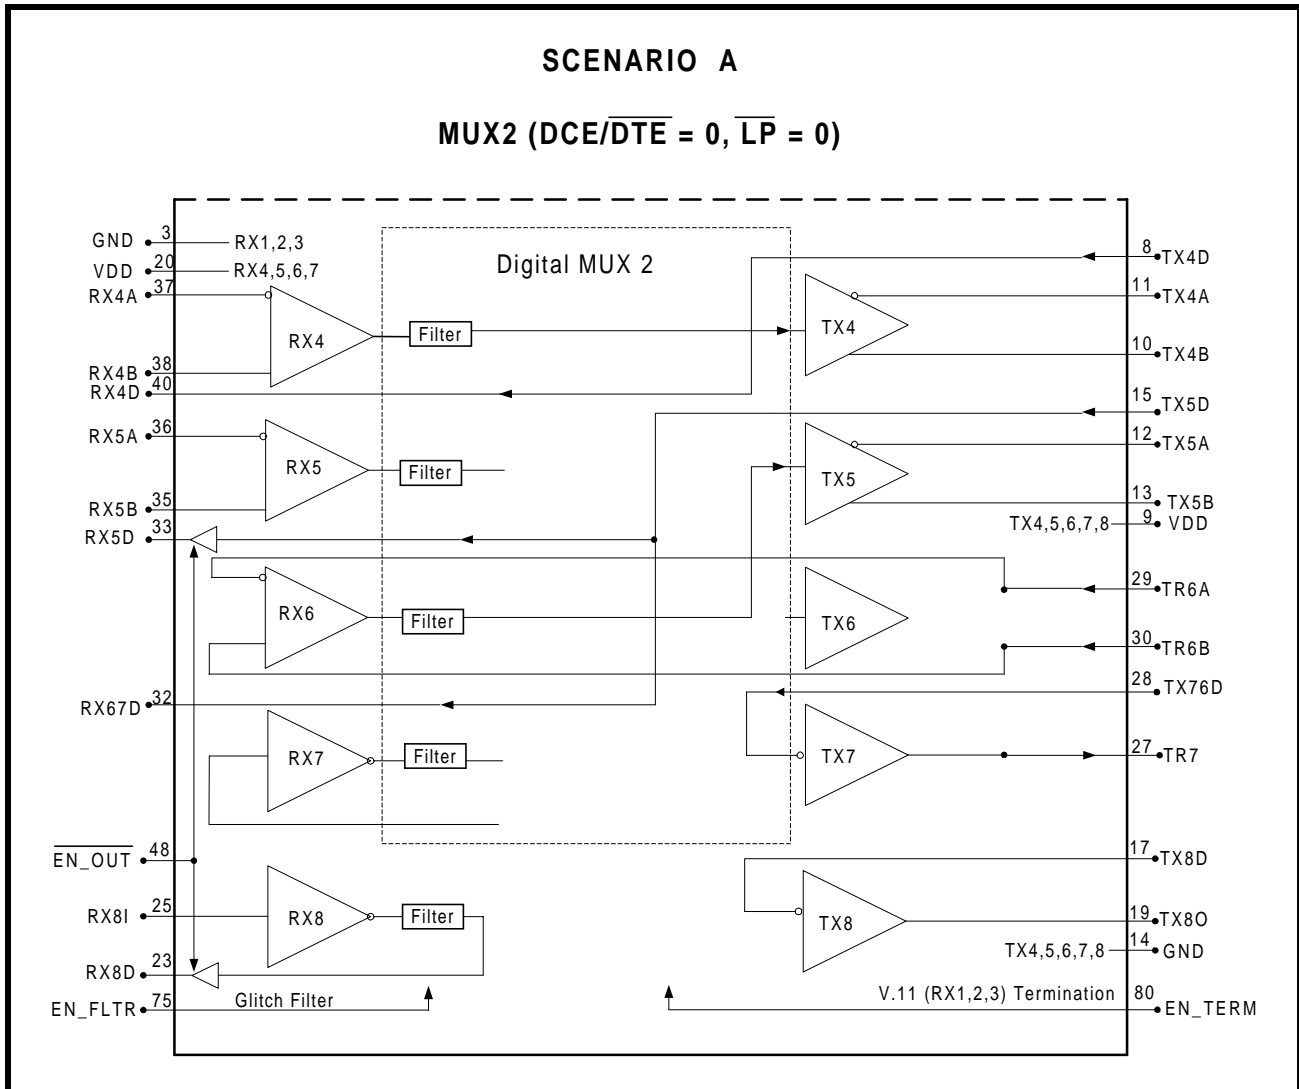 SCENARIO A
MUX2 (DCE/DTE = 0, LP = 0)
GND 3 RX1,2,3
VDD 20 RX4,5,6,7
RX4A 37
RX4B 38
RX4D 40
RX5A 36
RX5B 35
RX5D 33
RX67D 32
EN_OUT 48
RX8I 25
RX8D 23
EN_FLTR 75 Glitch Filter
Digital MUX 2
RX4 Filter TX4
RX5 Filter TX5
RX6 Filter TX6
RX7 Filter TX7
RX8 Filter TX8
8 TX4D
11 TX4A
10 TX4B
15 TX5D
12 TX5A
13 TX5B
TX4,5,6,7,8 9 VDD
29 TR6A
30 TR6B
28 TX76D
27 TR7
17 TX8D
19 TX8O
TX4,5,6,7,8 14 GND
V.11 (RX1,2,3) Termination 80 EN_TERM